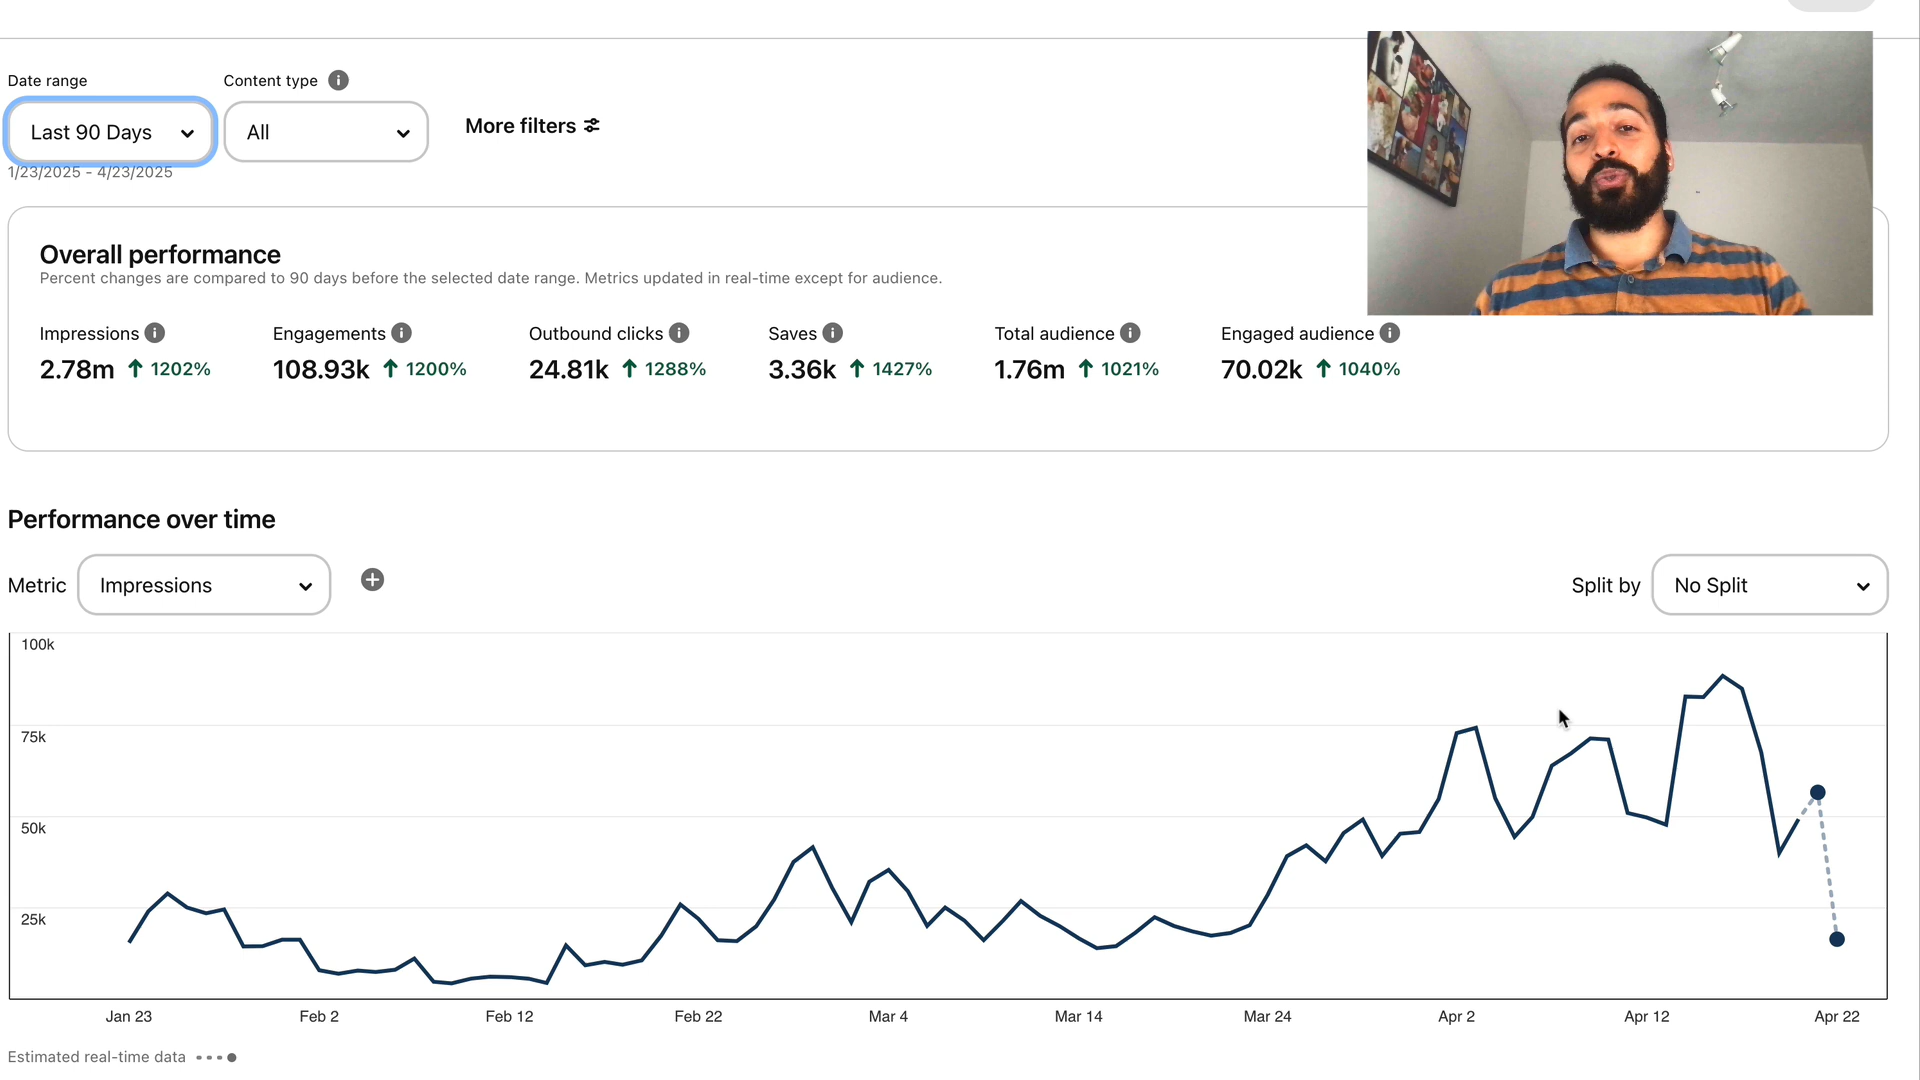 Date range
Content type
Last 90 Days
All
More filters
1/23/2025 - 4/23/2025
Overall performance
Percent changes are compared to 90 days before the selected date range. Metrics updated in real-time except for audience.
Impressions
Engagements
Outbound clicks
Saves
Total audience
Engaged audience
2.78m ↑ 1202%
108.93k ↑ 1200%
24.81k ↑ 1288%
3.36k ↑ 1427%
1.76m ↑ 1021%
70.02k ↑ 1040%
Performance over time
Metric
Impressions
Split by
No Split
100k
75k
50k
25k
Jan 23
Feb 2
Feb 12
Feb 22
Mar 4
Mar 14
Mar 24
Apr 2
Apr 12
Apr 22
Estimated real-time data